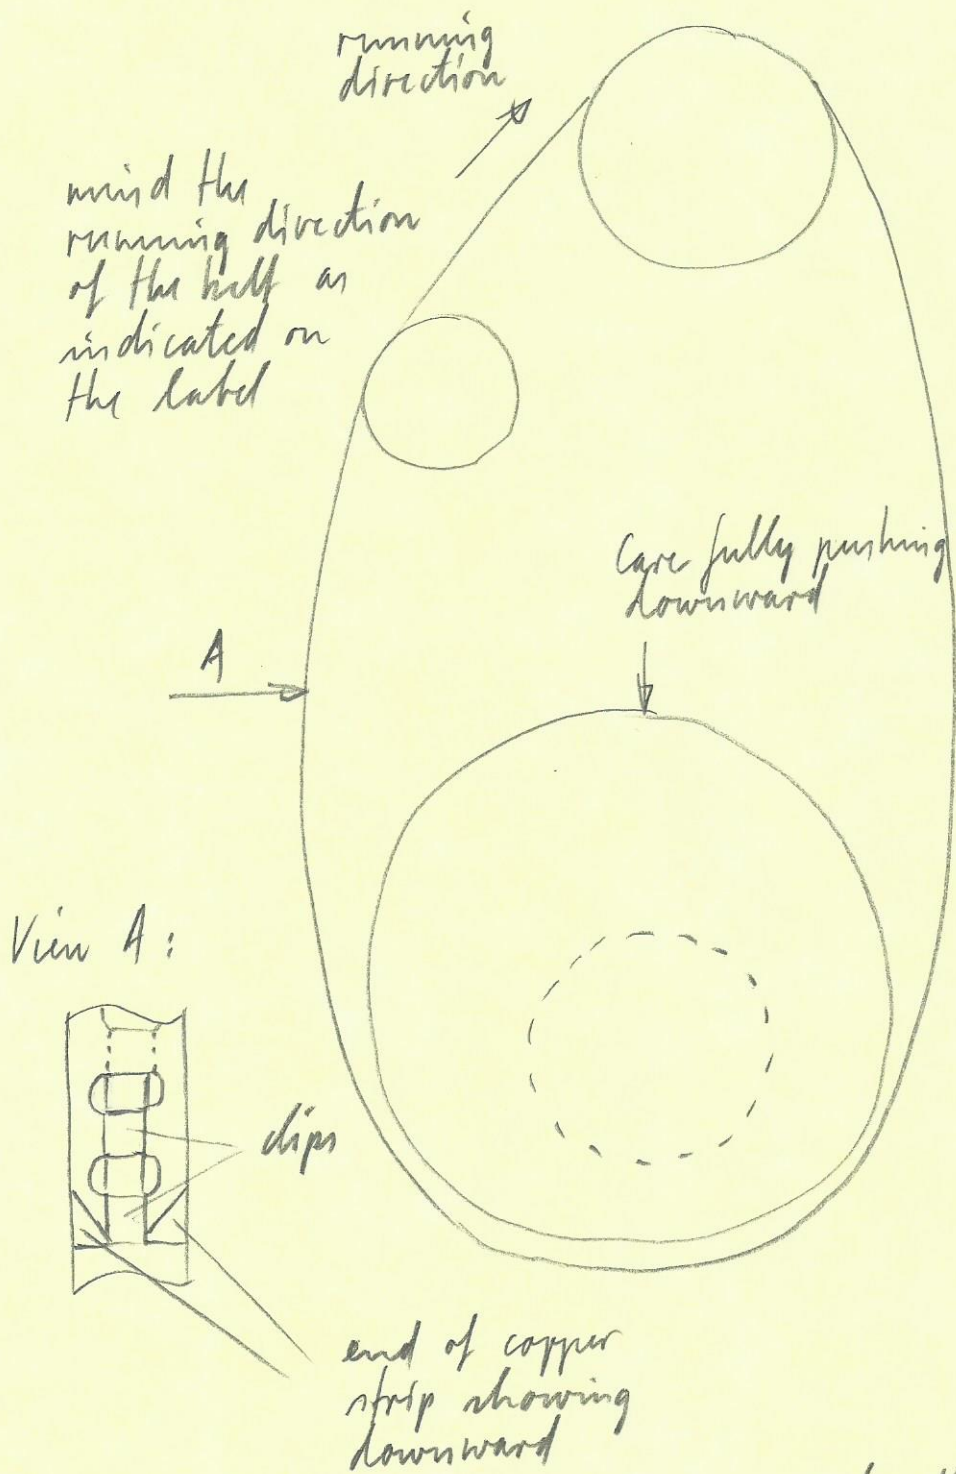 running
direction
mind the
running direction
of the belt as
indicated on
the label
Carefully pushing
downward
A
View A:
clips
end of copper
strip showing
downward